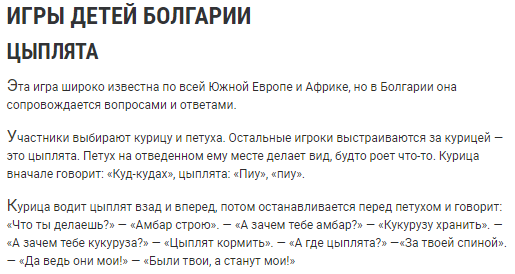 ИГРЫ ДЕТЕЙ БОЛГАРИИ
ЦЫПЛЯТА
Эта игра широко известна по всей Южной Европе и Африке, но в Болгарии она
сопровождается вопросами и ответами.
Участники выбирают курицу и петуха. Остальные игроки выстраиваются за курицей —
это цыплята. Петух на отведенном ему месте делает вид, будто роет что-то. Курица
вначале говорит: «Куд-кудах», цыплята: «Пиу», «пиу».
Курица водит цыплят взад и вперед, потом останавливается перед петухом и говорит:
«Что ты делаешь?» — «Амбар строю». — «А зачем тебе амбар?» — «Кукурузу хранить». —
«А зачем тебе кукуруза?» — «Цыплят кормить». — «А где цыплята?» —«За твоей спиной».
— «Да ведь они мои!» — «Были твои, а станут мои!»